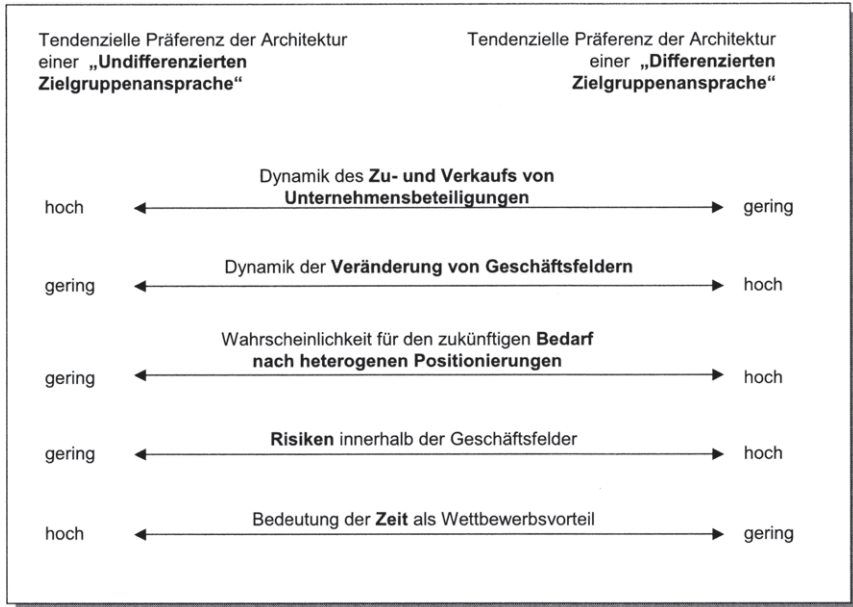 Tendenzielle Präferenz der Architektur
einer „Undifferenzierten
Zielgruppenansprache“
Tendenzielle Präferenz der Architektur
einer „Differenzierten
Zielgruppenansprache“
Dynamik des Zu- und Verkaufs von
Unternehmensbeteiligungen
hoch
gering
Dynamik der Veränderung von Geschäftsfeldern
gering
hoch
Wahrscheinlichkeit für den zukünftigen Bedarf
nach heterogenen Positionierungen
gering
hoch
Risiken innerhalb der Geschäftsfelder
gering
hoch
Bedeutung der Zeit als Wettbewerbsvorteil
hoch
gering